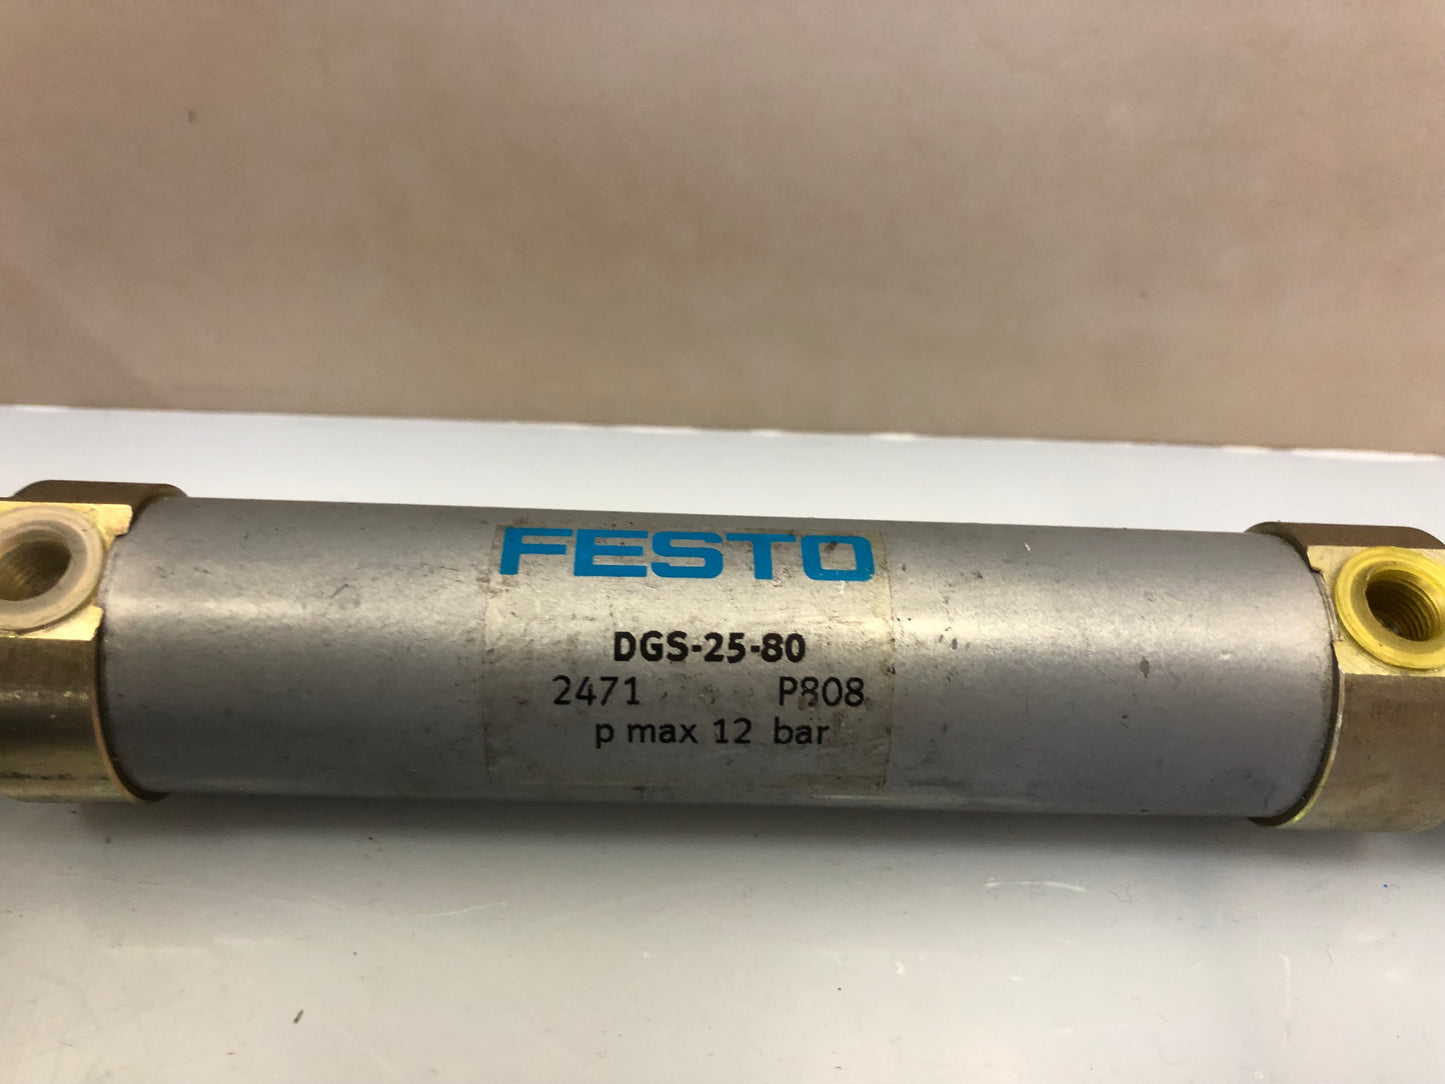 FESTO
DGS-25-80
2471 P808
p max 12 bar